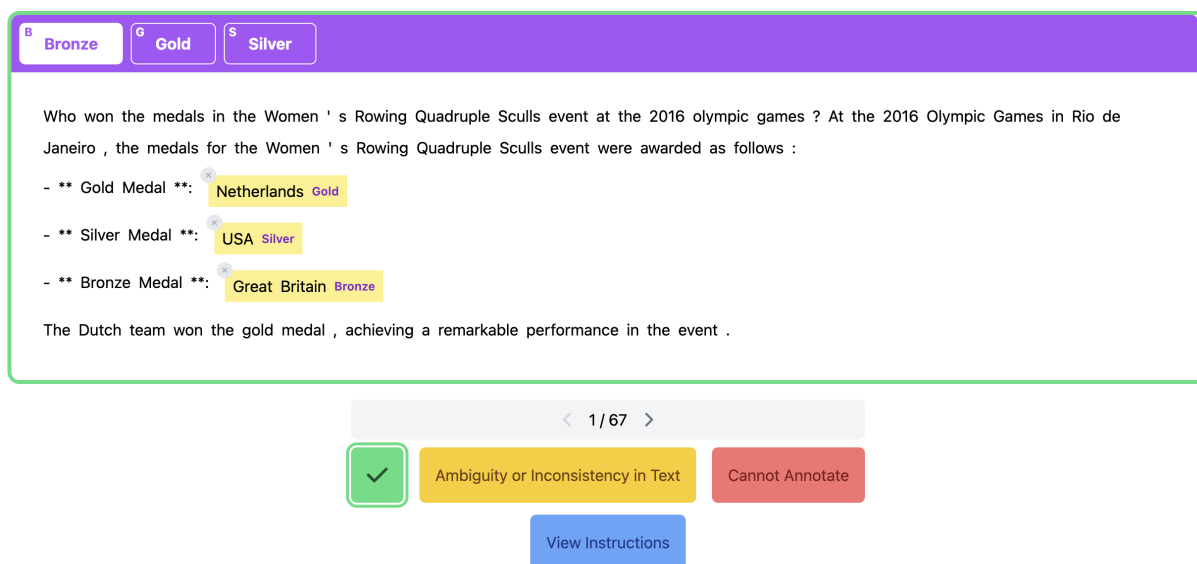 B Bronze G Gold S Silver
Who won the medals in the Women ' s Rowing Quadruple Sculls event at the 2016 olympic games ? At the 2016 Olympic Games in Rio de
Janeiro , the medals for the Women ' s Rowing Quadruple Sculls event were awarded as follows :
- ** Gold Medal **: × Netherlands Gold
- ** Silver Medal **: × USA Silver
- ** Bronze Medal **: × Great Britain Bronze
The Dutch team won the gold medal , achieving a remarkable performance in the event .
1 / 67
Ambiguity or Inconsistency in Text Cannot Annotate
View Instructions